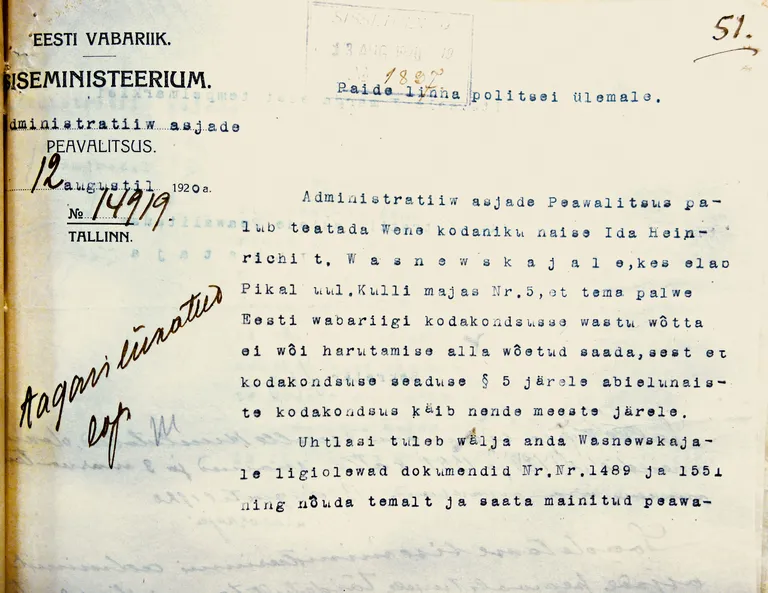 51.
EESTI VABARIIK.
SISEMINISTEERIUM.
Administratiiw asjade
PEAVALITSUS.
12 augustil 1920 a.
№ 14919.
TALLINN.
1897
Paide linna politsei ülemale.
Administratiiw asjade Peawalitsus pa-
lub teatada Wene kodaniku naise Ida Hein-
richi t. Wasnewskajale, kes elab
Pikal uul. Kulli majas Nr.5, et tema palwe
Eesti wabariigi kodakondsusse wastu wõtta
ei wõi harutamise alla wõetud saada, sest et
kodakondsuse seaduse § 5 järele abielunais-
te kodakondsus käib nende meeste järele.
Uhtlasi tuleb wälja anda Wasnewskaja-
le ligiolewad dokumendid Nr.Nr.1489 ja 1551
ning nõuda temalt ja saata mainitud peawa-